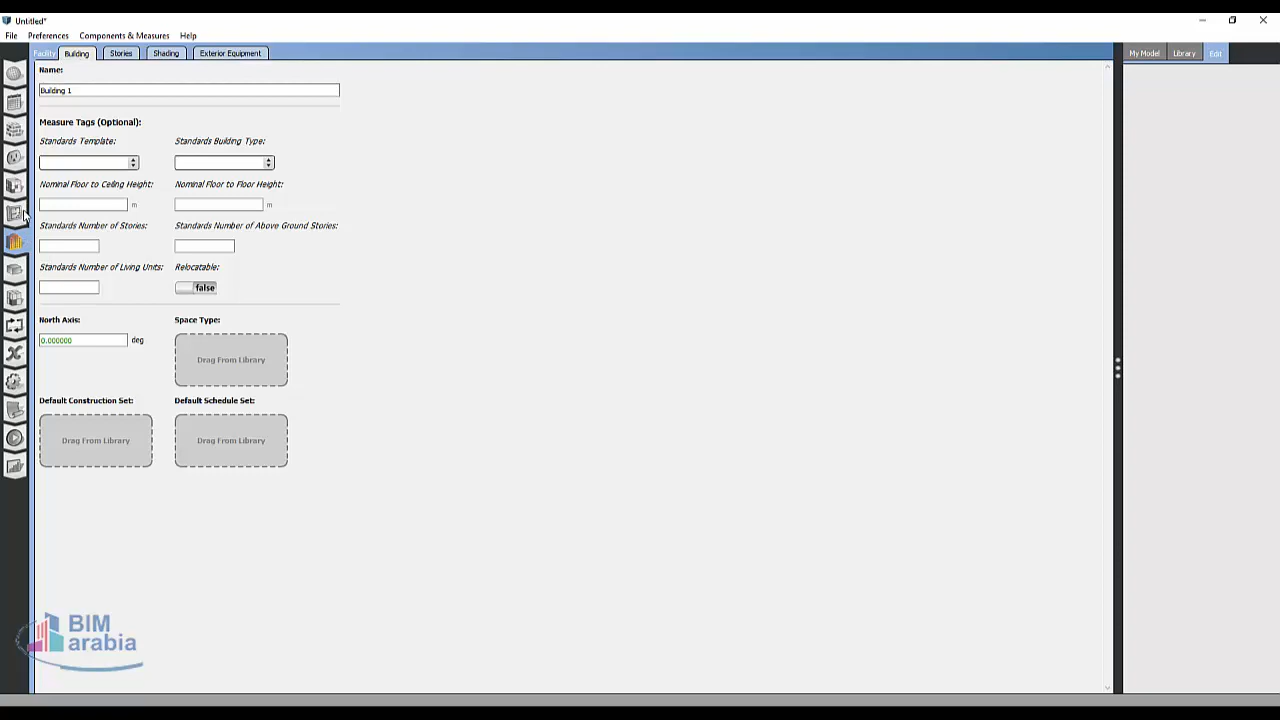 Untitled*
File Preferences Components & Measures Help
Facility Building Stories Shading Exterior Equipment My Model Library Edit
Name:
Building 1
Measure Tags (Optional):
Standards Template: Standards Building Type:
Nominal Floor to Ceiling Height: Nominal Floor to Floor Height:
m m
Standards Number of Stories: Standards Number of Above Ground Stories:
Standards Number of Living Units: Relocatable:
false
North Axis: Space Type:
0.000000 deg
Drag From Library
Default Construction Set: Default Schedule Set:
Drag From Library Drag From Library
BIM
arabia